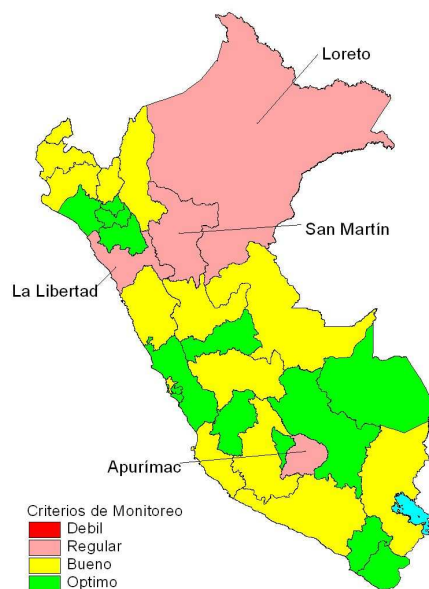 Loreto
San Martín
La Libertad
Apurímac
Criterios de Monitoreo
Debil
Regular
Bueno
Optimo